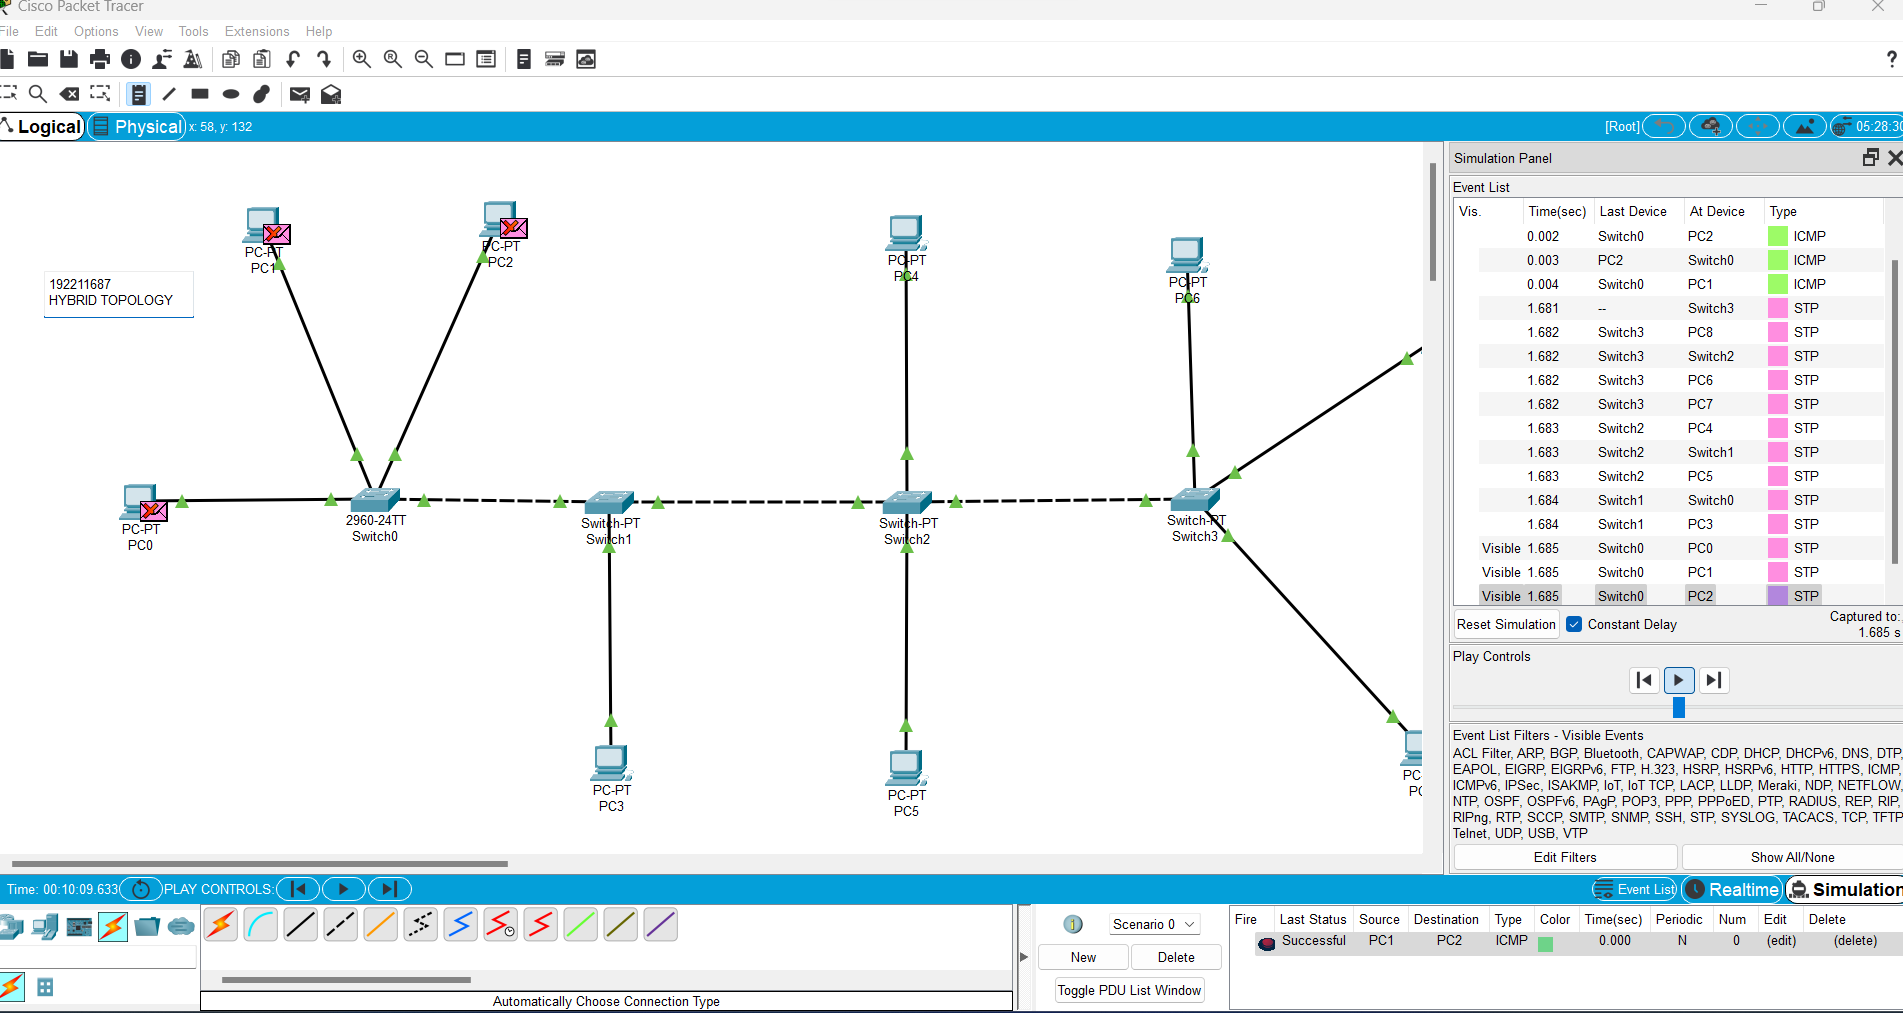 Cisco Packet Tracer
File Edit Options View Tools Extensions Help
Logical Physical x: 58, y: 132 [Root] 05:28:30
192211687
HYBRID TOPOLOGY
PC-PT
PC1
PC-PT
PC2
PC-PT
PC4
PC-PT
PC6
PC-PT
PC0
2960-24TT
Switch0
Switch-PT
Switch1
Switch-PT
Switch2
Switch-PT
Switch3
PC-PT
PC3
PC-PT
PC5
PC
PC
Simulation Panel
Event List
Vis. Time(sec) Last Device At Device Type
0.002 Switch0 PC2 ICMP
0.003 PC2 Switch0 ICMP
0.004 Switch0 PC1 ICMP
1.681 -- Switch3 STP
1.682 Switch3 PC8 STP
1.682 Switch3 Switch2 STP
1.682 Switch3 PC6 STP
1.682 Switch3 PC7 STP
1.683 Switch2 PC4 STP
1.683 Switch2 Switch1 STP
1.683 Switch2 PC5 STP
1.684 Switch1 Switch0 STP
1.684 Switch1 PC3 STP
Visible 1.685 Switch0 PC0 STP
Visible 1.685 Switch0 PC1 STP
Visible 1.685 Switch0 PC2 STP
Reset Simulation Constant Delay Captured to:
1.685 s
Play Controls
Event List Filters - Visible Events
ACL Filter, ARP, BGP, Bluetooth, CAPWAP, CDP, DHCP, DHCPv6, DNS, DTP,
EAPOL, EIGRP, EIGRPv6, FTP, H.323, HSRP, HSRPv6, HTTP, HTTPS, ICMP,
ICMPv6, IPSec, ISAKMP, IoT, IoT TCP, LACP, LLDP, Meraki, NDP, NETFLOW,
NTP, OSPF, OSPFv6, PAgP, POP3, PPP, PPPoED, PTP, RADIUS, REP, RIP,
RIPng, RTP, SCCP, SMTP, SNMP, SSH, STP, SYSLOG, TACACS, TCP, TFTP
Telnet, UDP, USB, VTP
Edit Filters Show All/None
Time: 00:10:09.633 PLAY CONTROLS: Event List Realtime Simulation
Scenario 0
New Delete
Toggle PDU List Window
Fire Last Status Source Destination Type Color Time(sec) Periodic Num Edit Delete
Successful PC1 PC2 ICMP 0.000 N 0 (edit) (delete)
Automatically Choose Connection Type